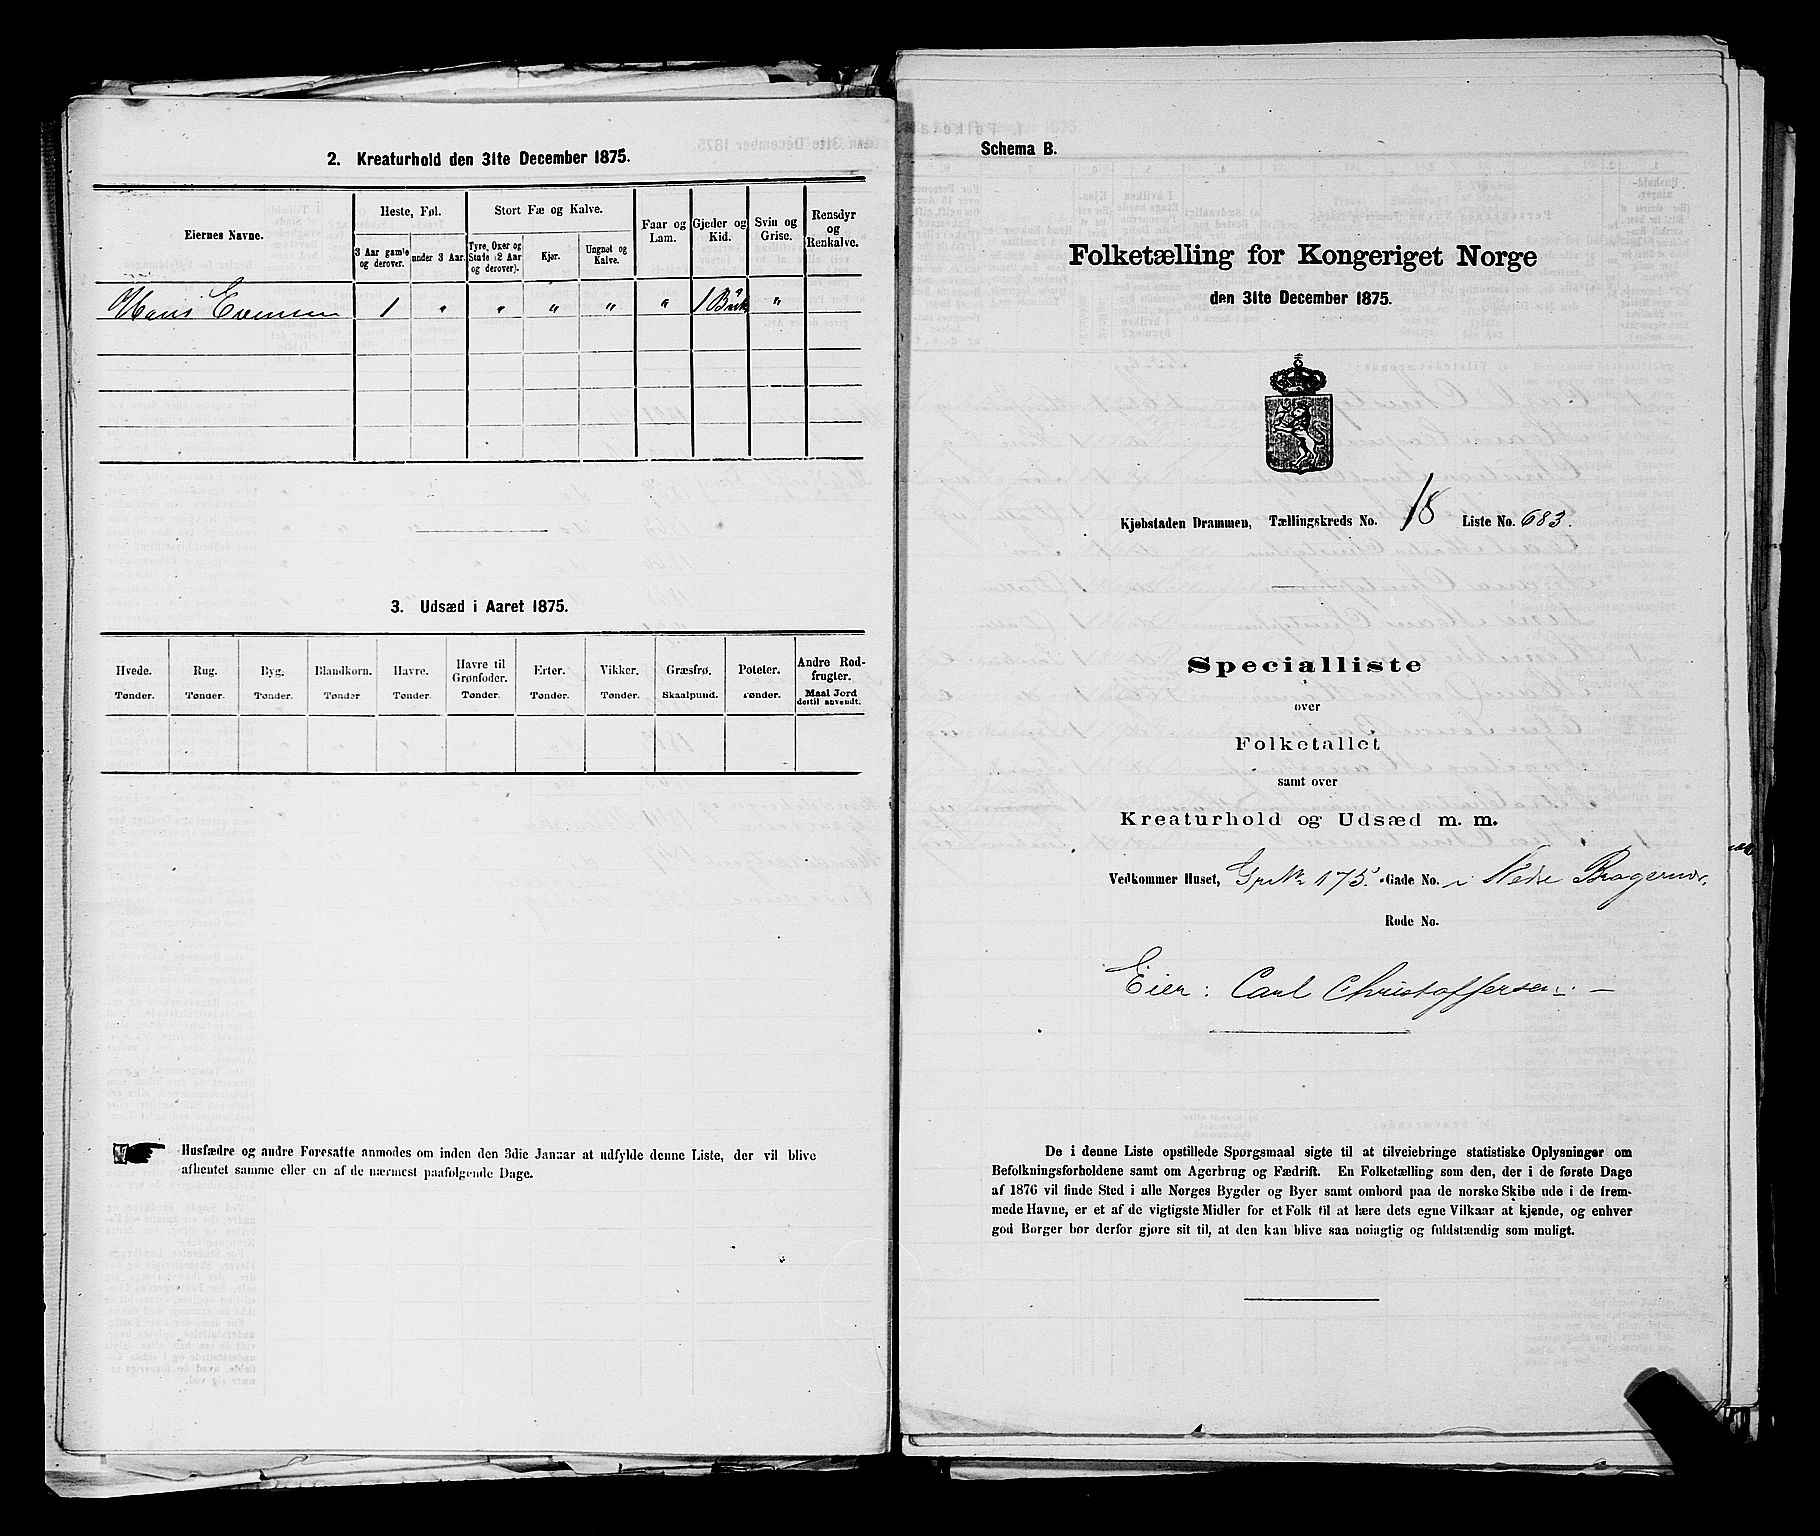 2. Kreaturhold den 31te December 1875.
Eiernes Navne.
Heste, Føl.
3 Aar gamle og derover.
under 3 Aar.
Stort Fæ og Kalve.
Tyre, Oxer og Stude (2 Aar og derover).
Kjør.
Ungnøt og Kalve.
Faar og Lam.
Gjeder og Kid.
Svin og Grise.
Rensdyr og Renkalve.
Hans Evensen 1 " " " " " 1 Buk "
3. Udsæd i Aaret 1875.
Hvede. Tønder.
Rug. Tønder.
Byg. Tønder.
Blandkorn. Tønder
Havre. Tønder.
Havre til Grønfoder. Tønder.
Erter. Tønder.
Vikker. Tønder.
Græsfrø. Skaalpund.
Poteter. Tønder.
Andre Rodfrugter. Maal Jord dertil anvendt.
Husfædre og andre Foresatte anmodes om inden den 3die Januar at udfylde denne Liste, der vil blive
afhentet samme eller en af de nærmest paafølgende Dage.
Schema B.
Folketælling for Kongeriget Norge
den 31te December 1875.
Kjøbstaden Drammen, Tællingskreds No. 18 Liste No. 683.
Specialliste
over
Folketallet
samt over
Kreaturhold og Udsæd m. m.
Vedkommer Huset, Gr No 175. Gade No. i Nedre Bragernæs.
Rode No.
Eier: Carl Christoffersen. —
De i denne Liste opstillede Spørgsmaal sigte til at tilveiebringe statistiske Oplysninger om
Befolkningsforholdene samt om Agerbrug og Fædrift. En Folketælling som den, der i de første Dage
af 1876 vil finde Sted i alle Norges Bygder og Byer samt ombord paa de norske Skibe ude i de frem-
mede Havne, er et af de vigtigste Midler for et Folk til at lære dets egne Vilkaar at kjende, og enhver
god Borger bør derfor gjøre sit til, at den kan blive saa nøiagtig og fuldstændig som muligt.